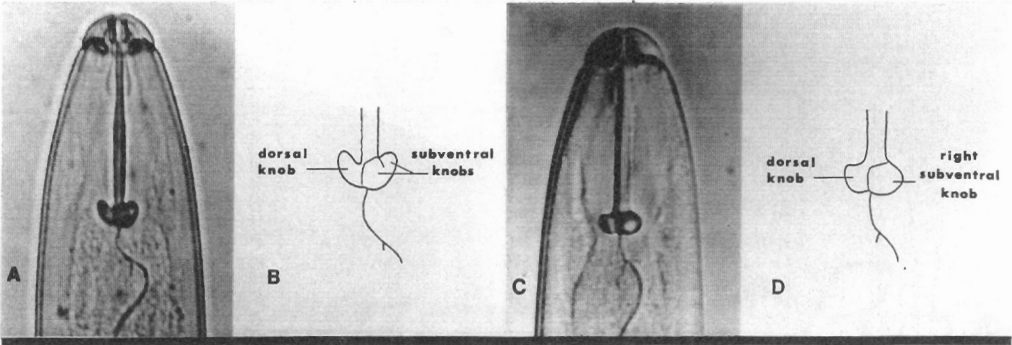 A
B
dorsal
knob
subventral
knobs
C
D
dorsal
knob
right
subventral
knob